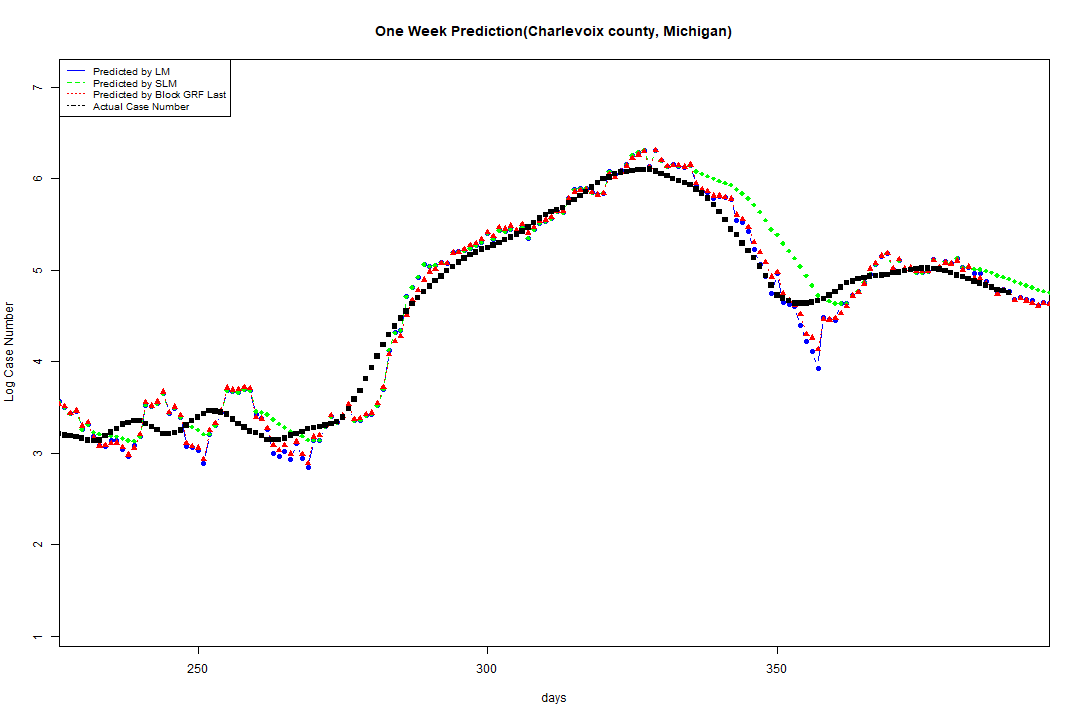 One Week Prediction(Charlevoix county, Michigan)
Predicted by LM
Predicted by SLM
Predicted by Block GRF Last
Actual Case Number
7
6
5
4
3
2
1
Log Case Number
250
300
350
days